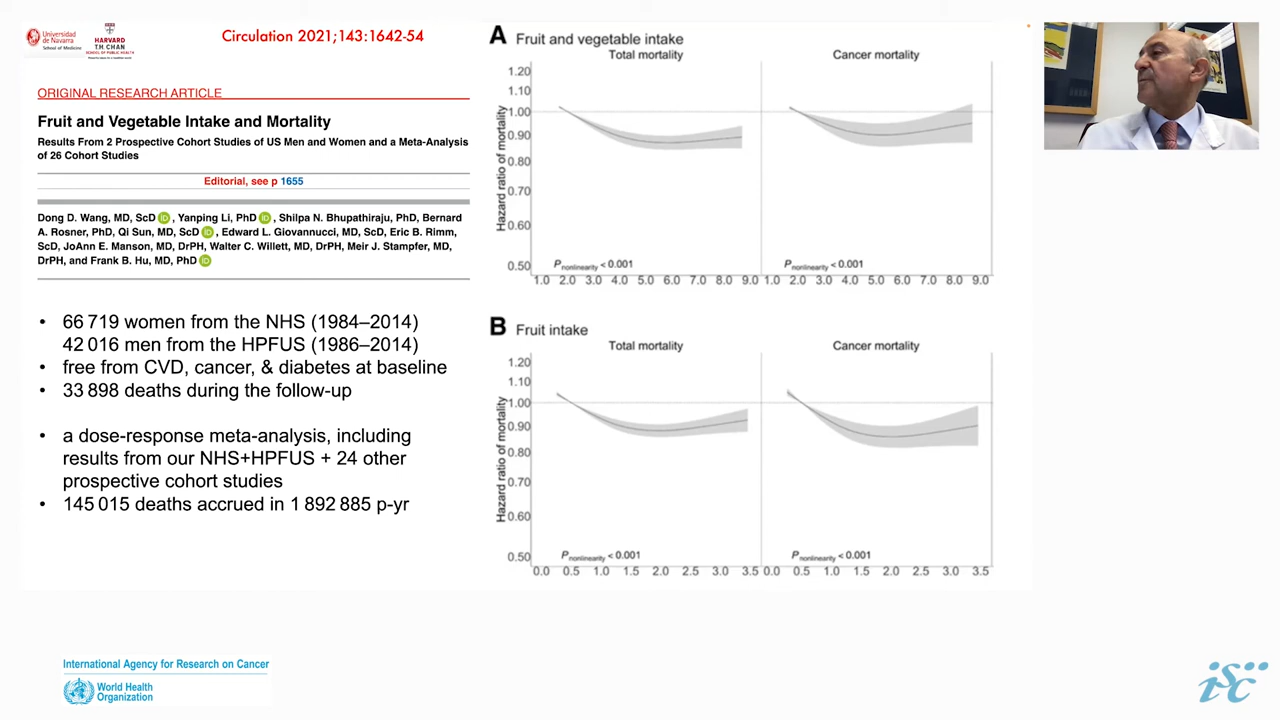 Universidad
de Navarra
School of Medicine
HARVARD
T.H. CHAN
SCHOOL OF PUBLIC HEALTH
Circulation 2021;143:1642-54
ORIGINAL RESEARCH ARTICLE
Fruit and Vegetable Intake and Mortality
Results From 2 Prospective Cohort Studies of US Men and Women and a Meta-Analysis
of 26 Cohort Studies
Editorial, see p 1655
Dong D. Wang, MD, ScD iD, Yanping Li, PhD iD, Shilpa N. Bhupathiraju, PhD, Bernard
A. Rosner, PhD, Qi Sun, MD, ScD iD, Edward L. Giovannucci, MD, ScD, Eric B. Rimm,
ScD, JoAnn E. Manson, MD, DrPH, Walter C. Willett, MD, DrPH, Meir J. Stampfer, MD,
DrPH, and Frank B. Hu, MD, PhD iD
• 66 719 women from the NHS (1984–2014)
42 016 men from the HPFUS (1986–2014)
• free from CVD, cancer, & diabetes at baseline
• 33 898 deaths during the follow-up
• a dose-response meta-analysis, including
results from our NHS+HPFUS + 24 other
prospective cohort studies
• 145 015 deaths accrued in 1 892 885 p-yr
A Fruit and vegetable intake
Total mortality
Cancer mortality
Hazard ratio of mortality
1.20
1.10
1.00
0.90
0.80
0.70
0.60
0.50
P nonlinearity < 0.001
P nonlinearity < 0.001
1.0 2.0 3.0 4.0 5.0 6.0 7.0 8.0 9.0 1.0 2.0 3.0 4.0 5.0 6.0 7.0 8.0 9.0
B Fruit intake
Total mortality
Cancer mortality
Hazard ratio of mortality
1.20
1.10
1.00
0.90
0.80
0.70
0.60
0.50
P nonlinearity < 0.001
P nonlinearity < 0.001
0.0 0.5 1.0 1.5 2.0 2.5 3.0 3.5 0.0 0.5 1.0 1.5 2.0 2.5 3.0 3.5
International Agency for Research on Cancer
World Health
Organization
isc